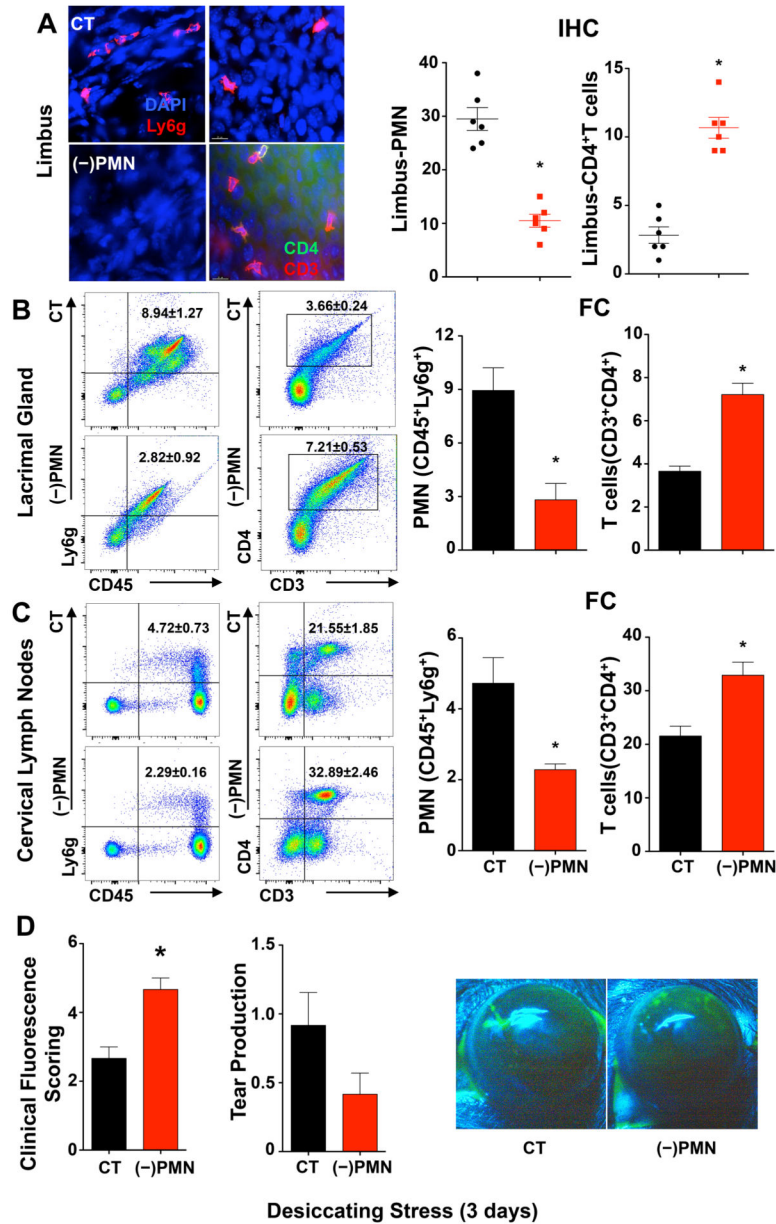 A
CT
DAPI
Ly6g
(−)PMN
CD4
CD3
Limbus
IHC
Limbus-PMN
40
30
20
10
0
*
Limbus-CD4+T cells
15
10
5
0
*
B
Lacrimal Gland
CT
8.94±1.27
3.66±0.24
(−)PMN
2.82±0.92
7.21±0.53
Ly6g
CD45
CD4
CD3
FC
PMN (CD45+Ly6g+)
12
9
6
3
0
*
T cells(CD3+CD4+)
10
8
6
4
2
0
*
C
Cervical Lymph Nodes
CT
4.72±0.73
21.55±1.85
(−)PMN
2.29±0.16
32.89±2.46
Ly6g
CD45
CD4
CD3
FC
PMN (CD45+Ly6g+)
6
4
2
0
*
CT (−)PMN
T cells(CD3+CD4+)
40
30
20
10
0
*
CT (−)PMN
D
Clinical Fluorescence
Scoring
6
4
2
0
*
CT (−)PMN
Tear Production
1.5
1.0
0.5
0
CT (−)PMN
CT (−)PMN
Desiccating Stress (3 days)